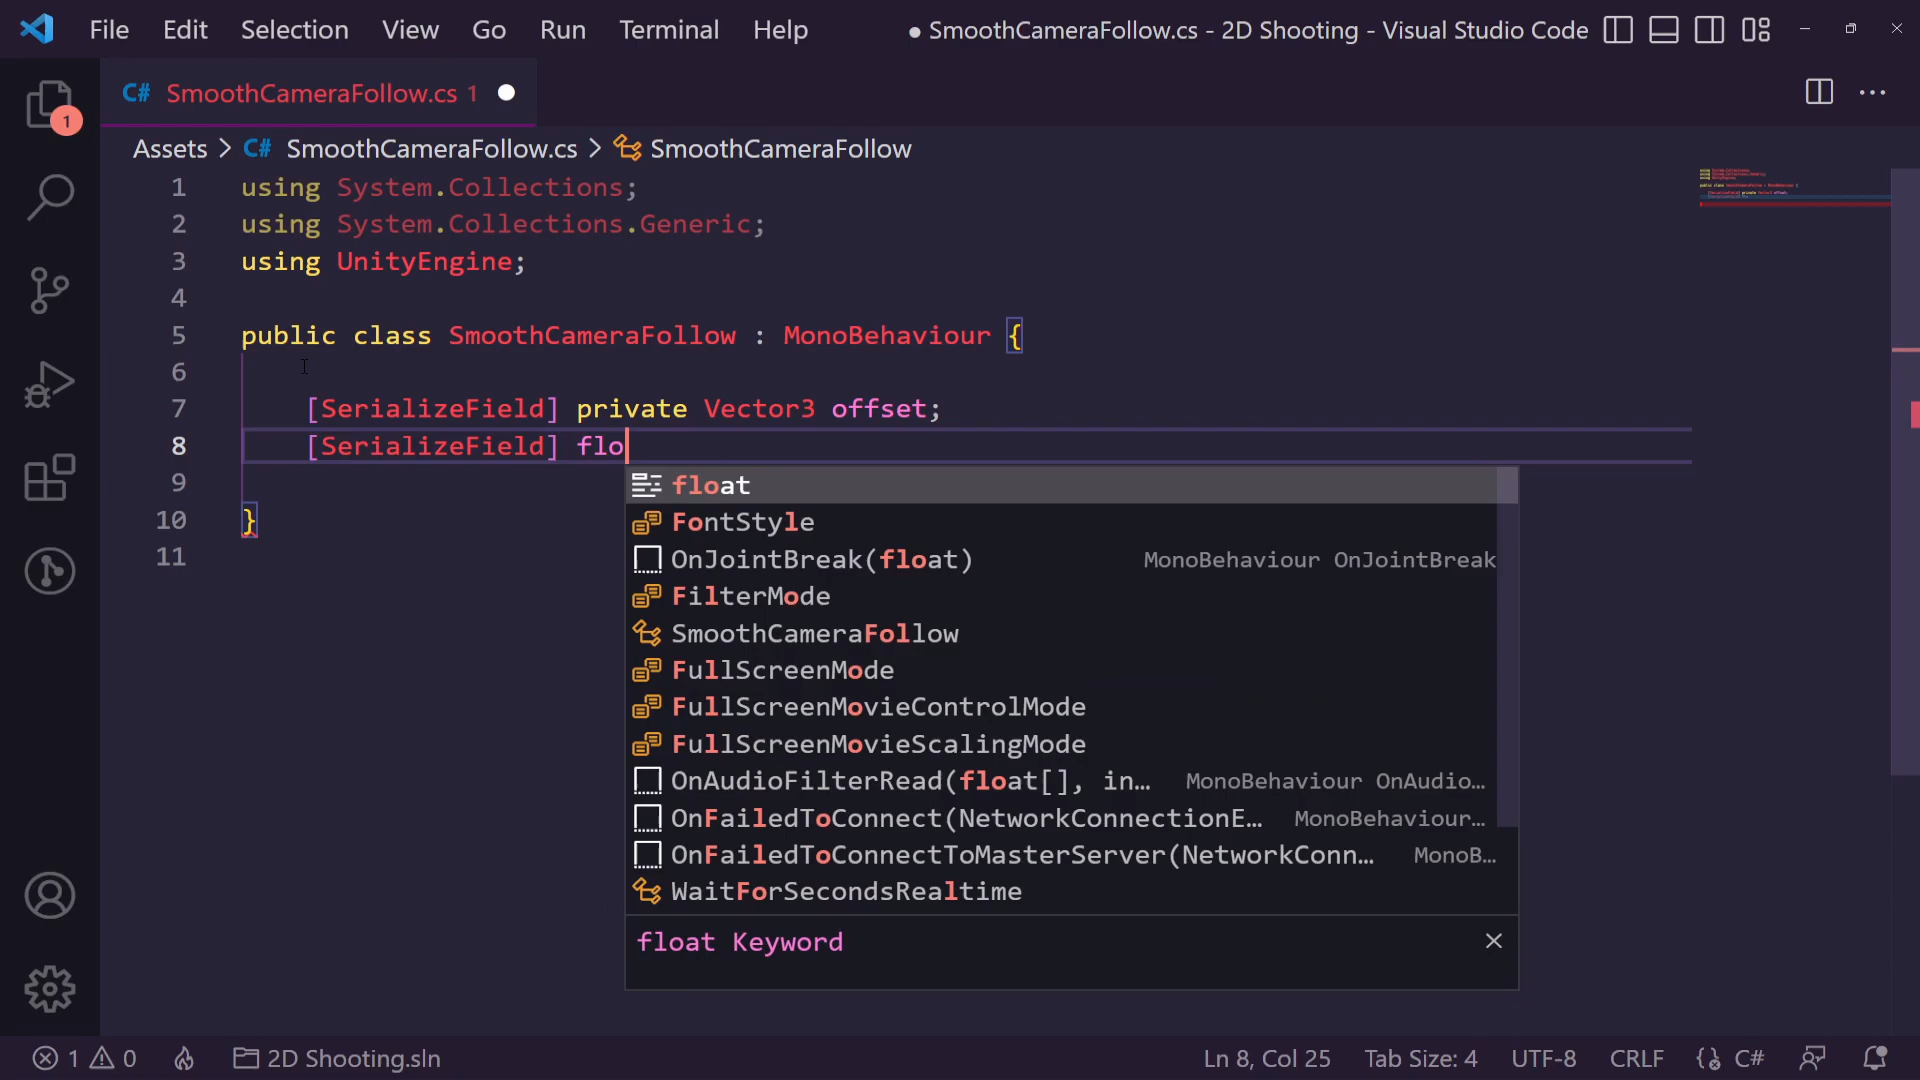 File Edit Selection View Go Run Terminal Help ● SmoothCameraFollow.cs - 2D Shooting - Visual Studio Code
1
C# SmoothCameraFollow.cs 1 ●
Assets > C# SmoothCameraFollow.cs > SmoothCameraFollow
1 using System.Collections;
2 using System.Collections.Generic;
3 using UnityEngine;
4
5 public class SmoothCameraFollow : MonoBehaviour {
6
7 [SerializeField] private Vector3 offset;
8 [SerializeField] flo
9
10 }
11
float
FontStyle
OnJointBreak(float) MonoBehaviour OnJointBreak
FilterMode
SmoothCameraFollow
FullScreenMode
FullScreenMovieControlMode
FullScreenMovieScalingMode
OnAudioFilterRead(float[], in… MonoBehaviour OnAudio…
OnFailedToConnect(NetworkConnectionE… MonoBehaviour…
OnFailedToConnectToMasterServer(NetworkConn… MonoB…
WaitForSecondsRealtime
float Keyword
1 0 2D Shooting.sln Ln 8, Col 25 Tab Size: 4 UTF-8 CRLF C#